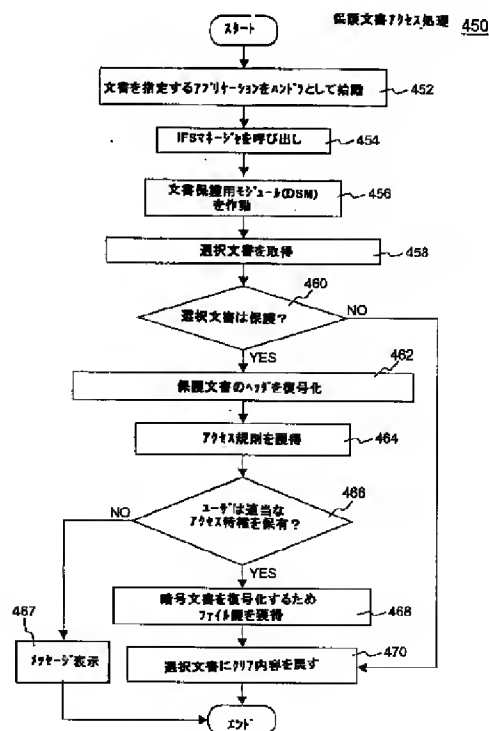 保護文書アクセス処理 450
スタート
文書を指定するアプリケーションをハンドラとして始動
452
IFSマネージャを呼び出し
454
文書保護用モジュール(DSM)
を作動
456
選択文書を取得
458
460
選択文書は保護?
NO
YES
462
保護文書のヘッダを復号化
アクセス規則を獲得
464
466
NO
ユーザは適当な
アクセス特権を保有?
YES
暗号文書を復号化するため
ファイル鍵を獲得
468
467
メッセージ表示
470
選択文書にクリア内容を戻す
エンド